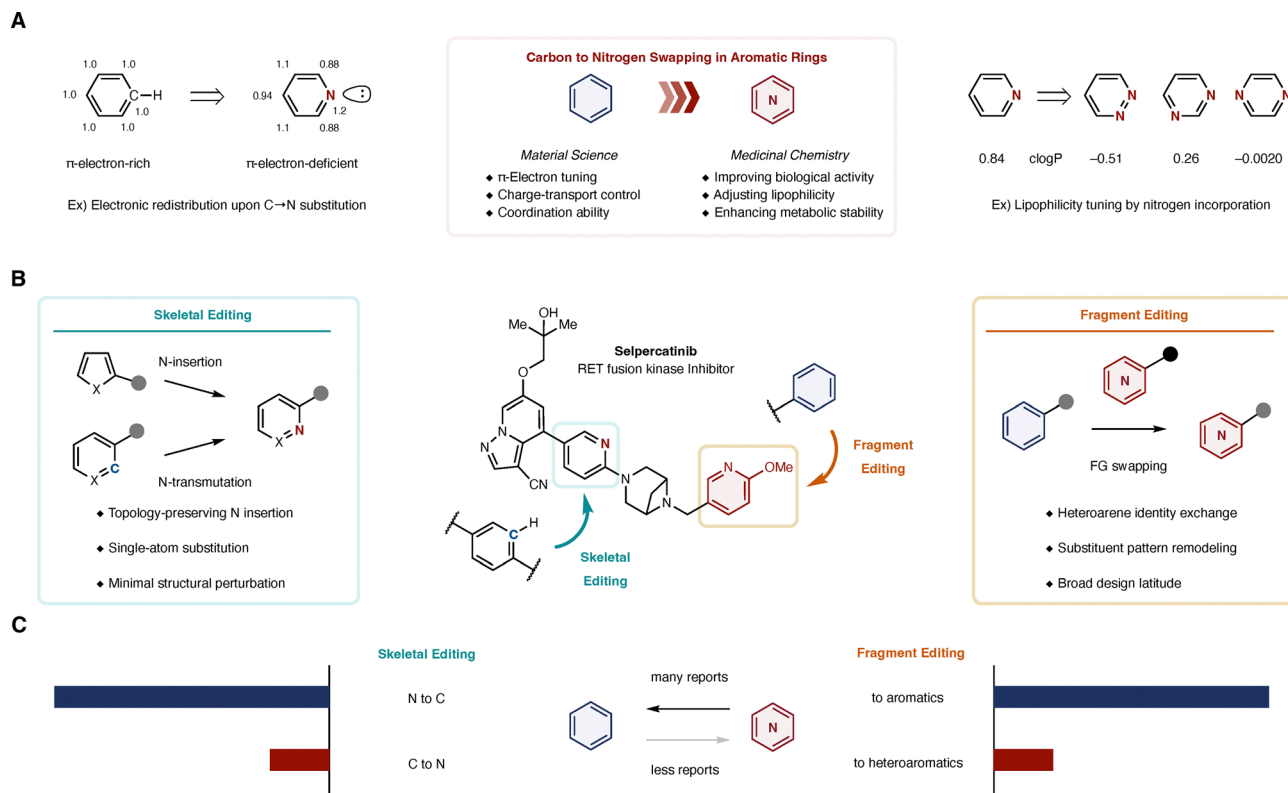 A
1.0 1.0
1.0 C H
1.0
1.0 1.0
π-electron-rich
1.1 0.88
0.94 N
1.2
1.1 0.88
π-electron-deficient
Ex) Electronic redistribution upon C→N substitution
Carbon to Nitrogen Swapping in Aromatic Rings
N
Material Science
◆ π-Electron tuning
◆ Charge-transport control
◆ Coordination ability
Medicinal Chemistry
◆ Improving biological activity
◆ Adjusting lipophilicity
◆ Enhancing metabolic stability
N
N
N
N
N
N
N
0.84 clogP −0.51 0.26 −0.0020
Ex) Lipophilicity tuning by nitrogen incorporation
B
Skeletal Editing
N-insertion
X
X N
X C
N-transmutation
◆ Topology-preserving N insertion
◆ Single-atom substitution
◆ Minimal structural perturbation
OH
Me Me
O
Selpercatinib
RET fusion kinase Inhibitor
N
N
CN
N
N
N
N
OMe
C H
Skeletal
Editing
Fragment
Editing
Fragment Editing
N
N
FG swapping
◆ Heteroarene identity exchange
◆ Substituent pattern remodeling
◆ Broad design latitude
C
Skeletal Editing
N to C
C to N
many reports
N
less reports
Fragment Editing
to aromatics
to heteroaromatics